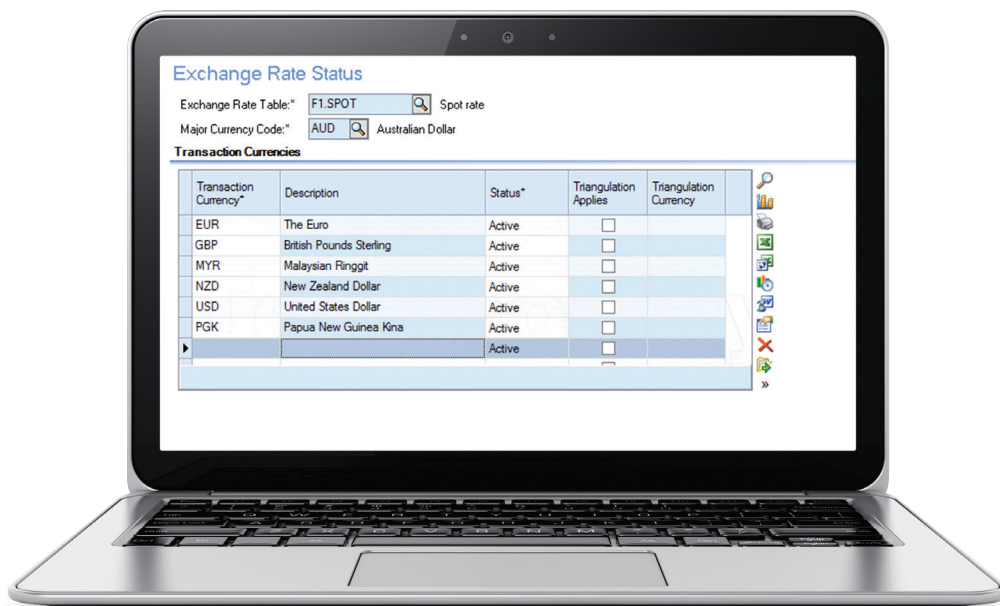 Exchange Rate Status
Exchange Rate Table:* F1.SPOT Spot rate
Major Currency Code:* AUD Australian Dollar
Transaction Currencies
Transaction Currency* Description Status* Triangulation Applies Triangulation Currency
EUR The Euro Active
GBP British Pounds Sterling Active
MYR Malaysian Ringgit Active
NZD New Zealand Dollar Active
USD United States Dollar Active
PGK Papua New Guinea Kina Active
Active
»